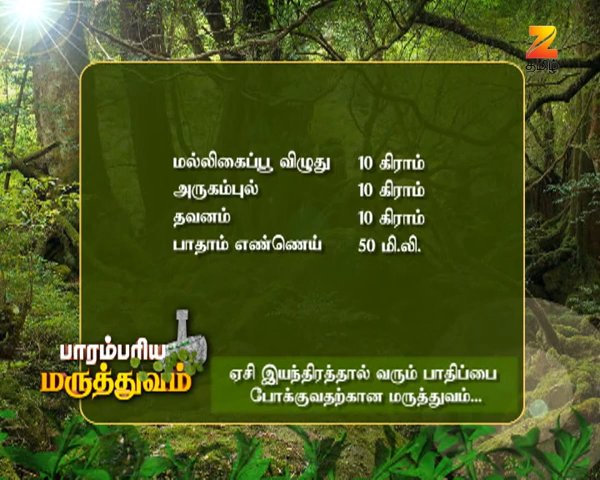 Z
தமிழ்
மல்லிகைப்பூ விழுது 10 கிராம்
அருகம்புல் 10 கிராம்
தவனம் 10 கிராம்
பாதாம் எண்ணெய் 50 மி.லி.
பாரம்பரிய
மருத்துவம்
ஏசி இயந்திரத்தால் வரும் பாதிப்பை
போக்குவதற்கான மருத்துவம்...